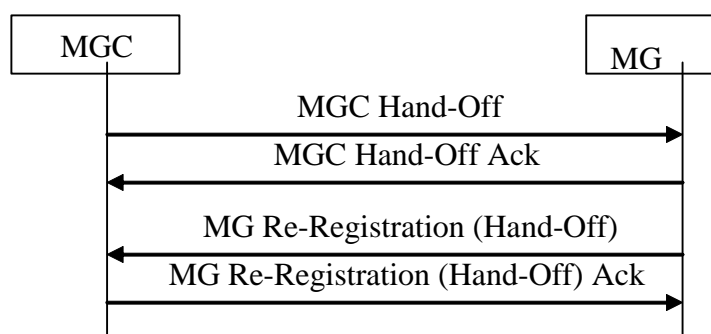 MGC
MG
MGC Hand-Off
MGC Hand-Off Ack
MG Re-Registration (Hand-Off)
MG Re-Registration (Hand-Off) Ack